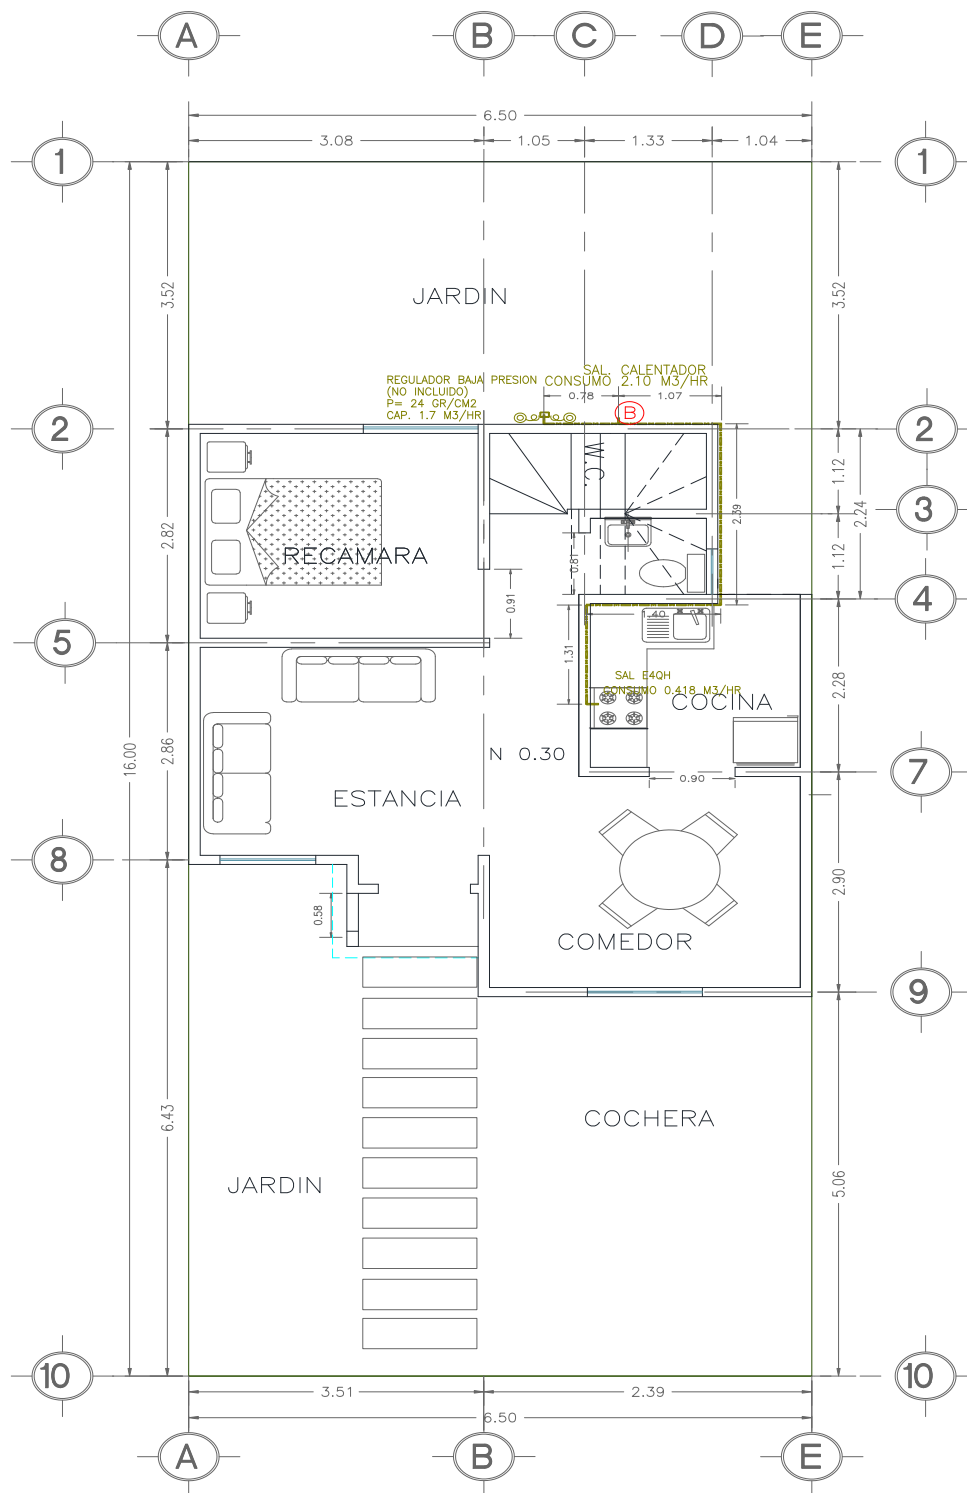 A B C D E
6.50
3.08 1.05 1.33 1.04
1 1
3.52 3.52
JARDIN
SAL. CALENTADOR
REGULADOR BAJA PRESION CONSUMO 2.10 M3/HR
(NO INCLUIDO)
P= 24 GR/CM2
CAP. 1.7 M3/HR
0.78 1.07
B
2 2
W.C.
1.12
2.24
2.39
3
2.82
RECAMARA
0.81
1.12
0.91
4
1.40
5
1.31
SAL E4QH
CONSUMO 0.418 M3/HR
COCINA
2.28
16.00
2.86
N 0.30
7
0.90
ESTANCIA
8
2.90
0.58
COMEDOR
9
6.43
COCHERA
JARDIN
5.06
10 10
3.51 2.39
6.50
A B E